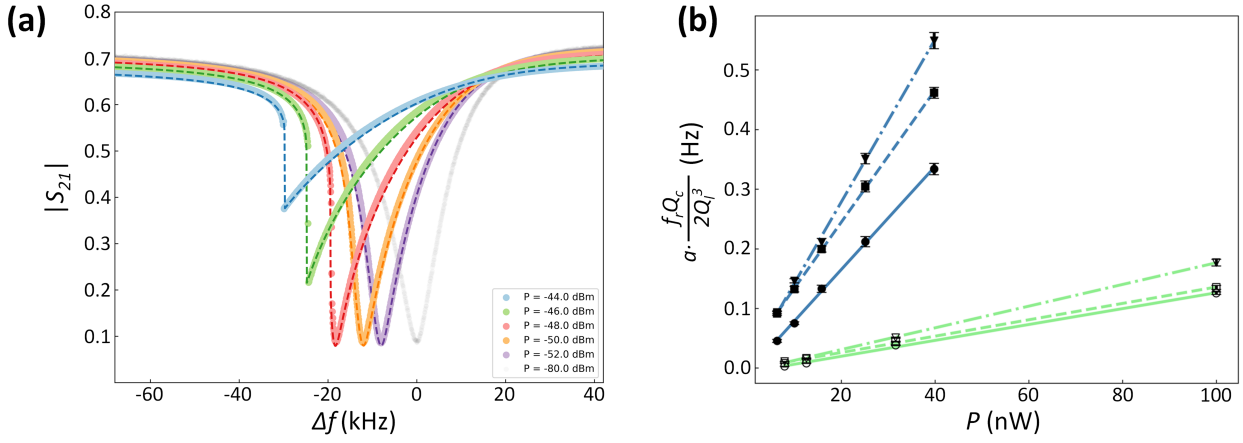 (a)
0.8
0.7
0.6
0.5
0.4
0.3
0.2
0.1
|S21|
-60
-40
-20
0
20
40
Δf (kHz)
P = -44.0 dBm
P = -46.0 dBm
P = -48.0 dBm
P = -50.0 dBm
P = -52.0 dBm
P = -80.0 dBm
(b)
0.5
0.4
0.3
0.2
0.1
0.0
a· frQc / 2Ql³ (Hz)
20
40
60
80
100
P (nW)